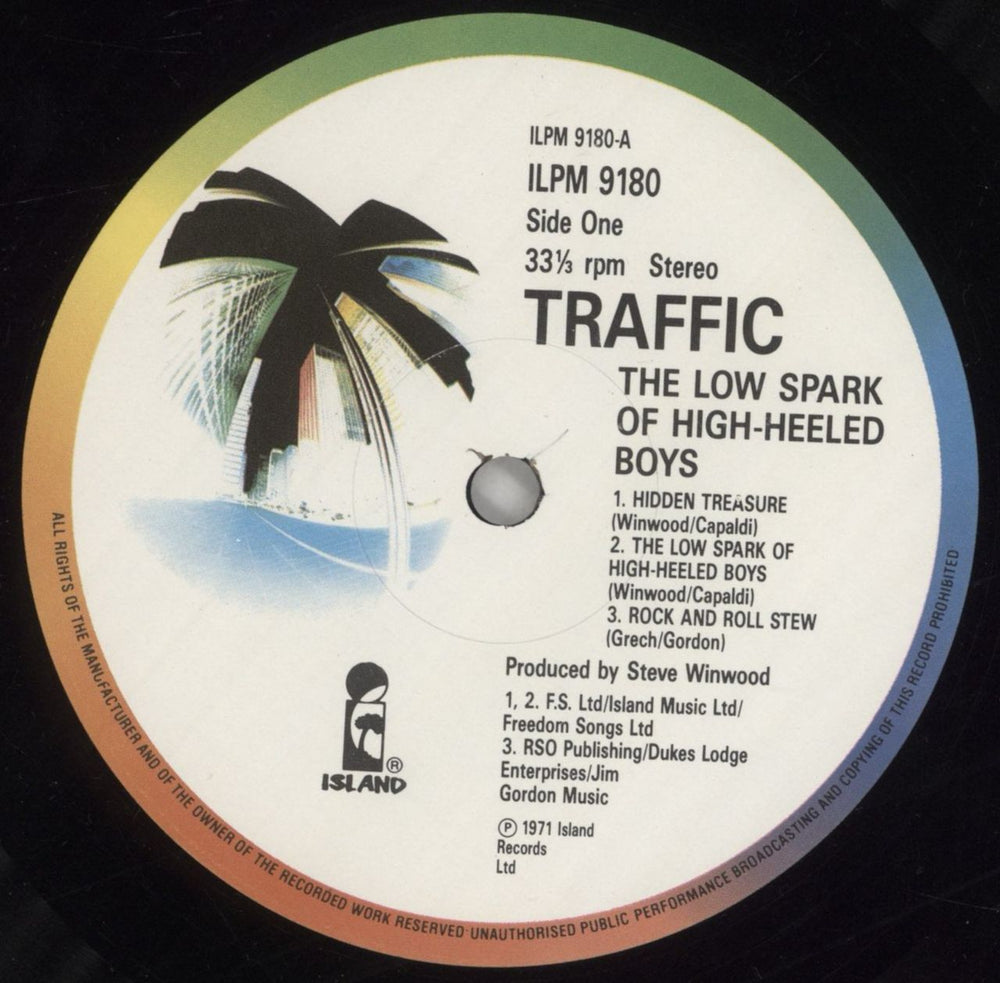 ILPM 9180-A
ILPM 9180
Side One
33⅓ rpm Stereo
TRAFFIC
THE LOW SPARK
OF HIGH-HEELED
BOYS
1. HIDDEN TREASURE
(Winwood/Capaldi)
2. THE LOW SPARK OF
HIGH-HEELED BOYS
(Winwood/Capaldi)
3. ROCK AND ROLL STEW
(Grech/Gordon)
Produced by Steve Winwood
1, 2. F.S. Ltd/Island Music Ltd/
Freedom Songs Ltd
3. RSO Publishing/Dukes Lodge
Enterprises/Jim
Gordon Music
℗ 1971 Island
Records
Ltd
ISLAND ®
ALL RIGHTS OF THE MANUFACTURER AND OF THE OWNER OF THE RECORDED WORK RESERVED·UNAUTHORISED PUBLIC PERFORMANCE BROADCASTING AND COPYING OF THIS RECORD PROHIBITED·